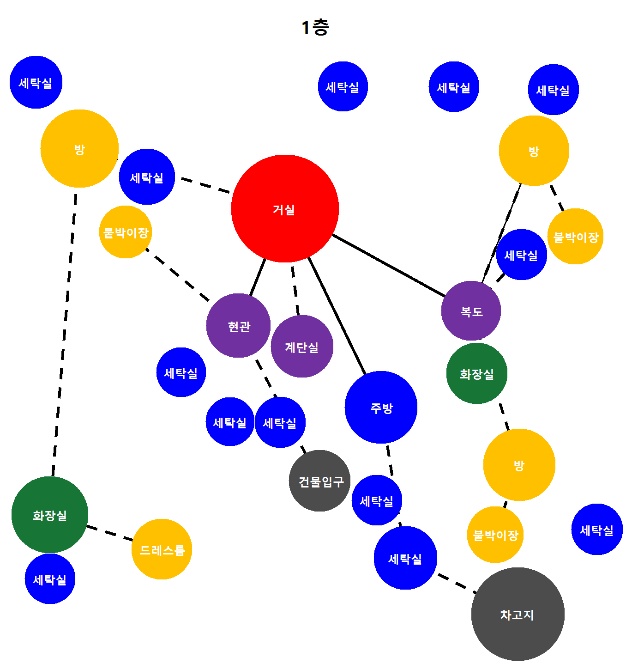 1층
세탁실
세탁실
세탁실
세탁실
방
방
세탁실
거실
붙박이장
붙박이장
세탁실
현관
복도
계단실
세탁실
화장실
주방
세탁실
세탁실
방
건물입구
세탁실
화장실
세탁실
드레스룸
붙박이장
세탁실
세탁실
차고지